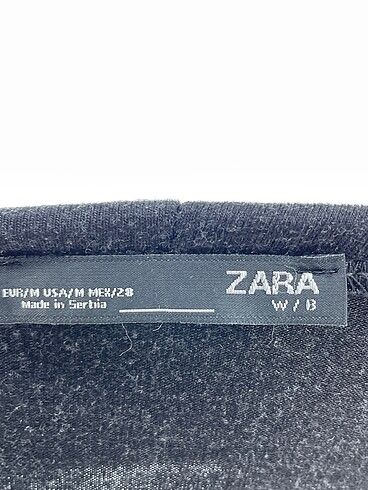 EUR/M USA/M MEX/28
Made in Serbia
ZARA
W/B